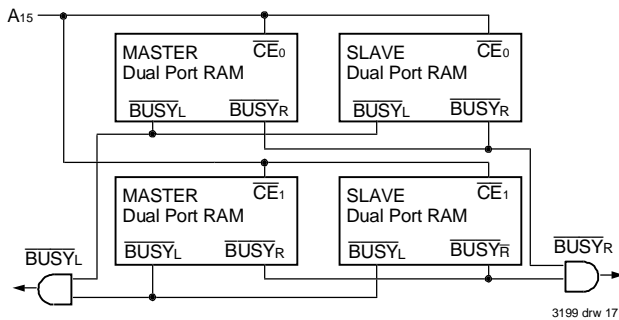 A15
MASTER
Dual Port RAM
CE0
BUSYL
BUSYR
SLAVE
Dual Port RAM
CE0
BUSYL
BUSYR
MASTER
Dual Port RAM
CE1
BUSYL
BUSYR
SLAVE
Dual Port RAM
CE1
BUSYL
BUSYR
BUSYL
BUSYR
3199 drw 17